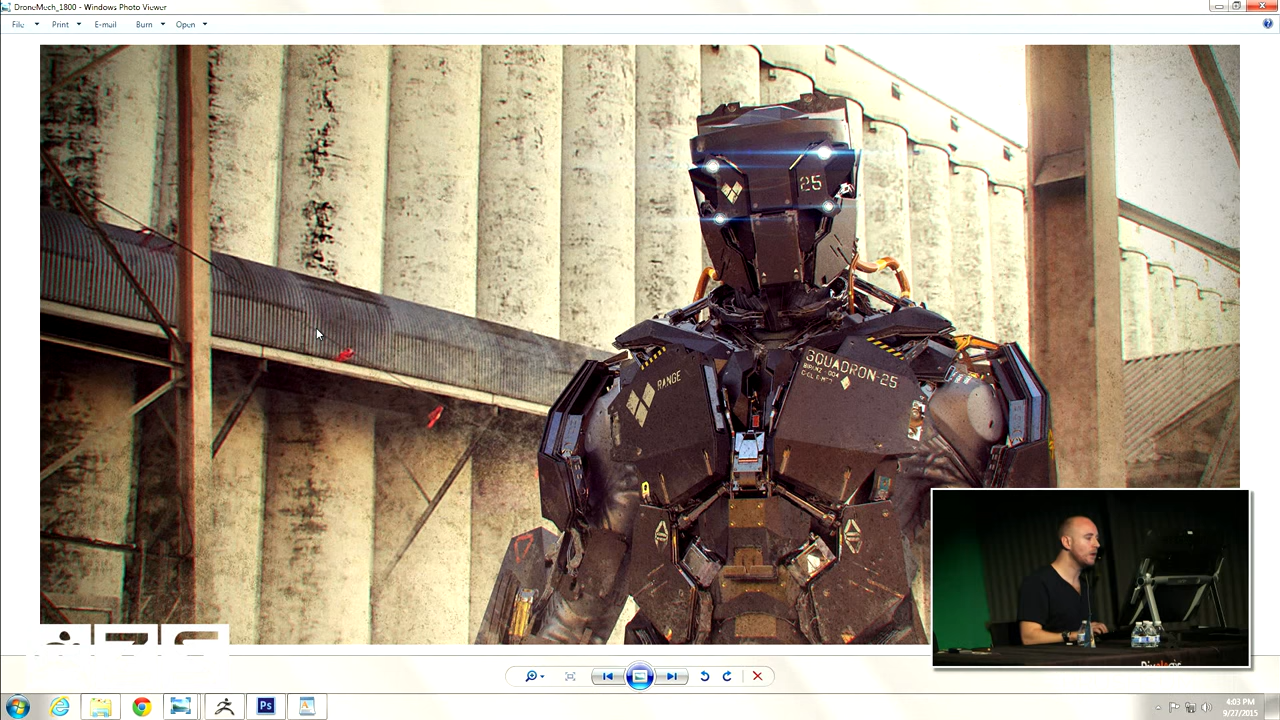 DroneMech_1800 - Windows Photo Viewer
File Print E-mail Burn Open
25
RANGE
SQUADRON-25
Ps
4:03 PM
9/27/2015